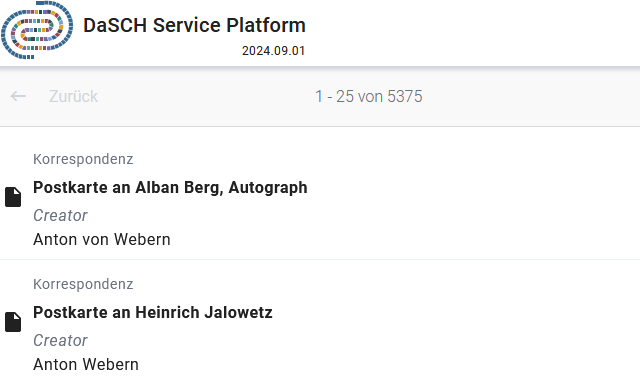 DaSCH Service Platform
2024.09.01
Zurück
1 - 25 von 5375
Korrespondenz
Postkarte an Alban Berg, Autograph
Creator
Anton von Webern
Korrespondenz
Postkarte an Heinrich Jalowetz
Creator
Anton Webern